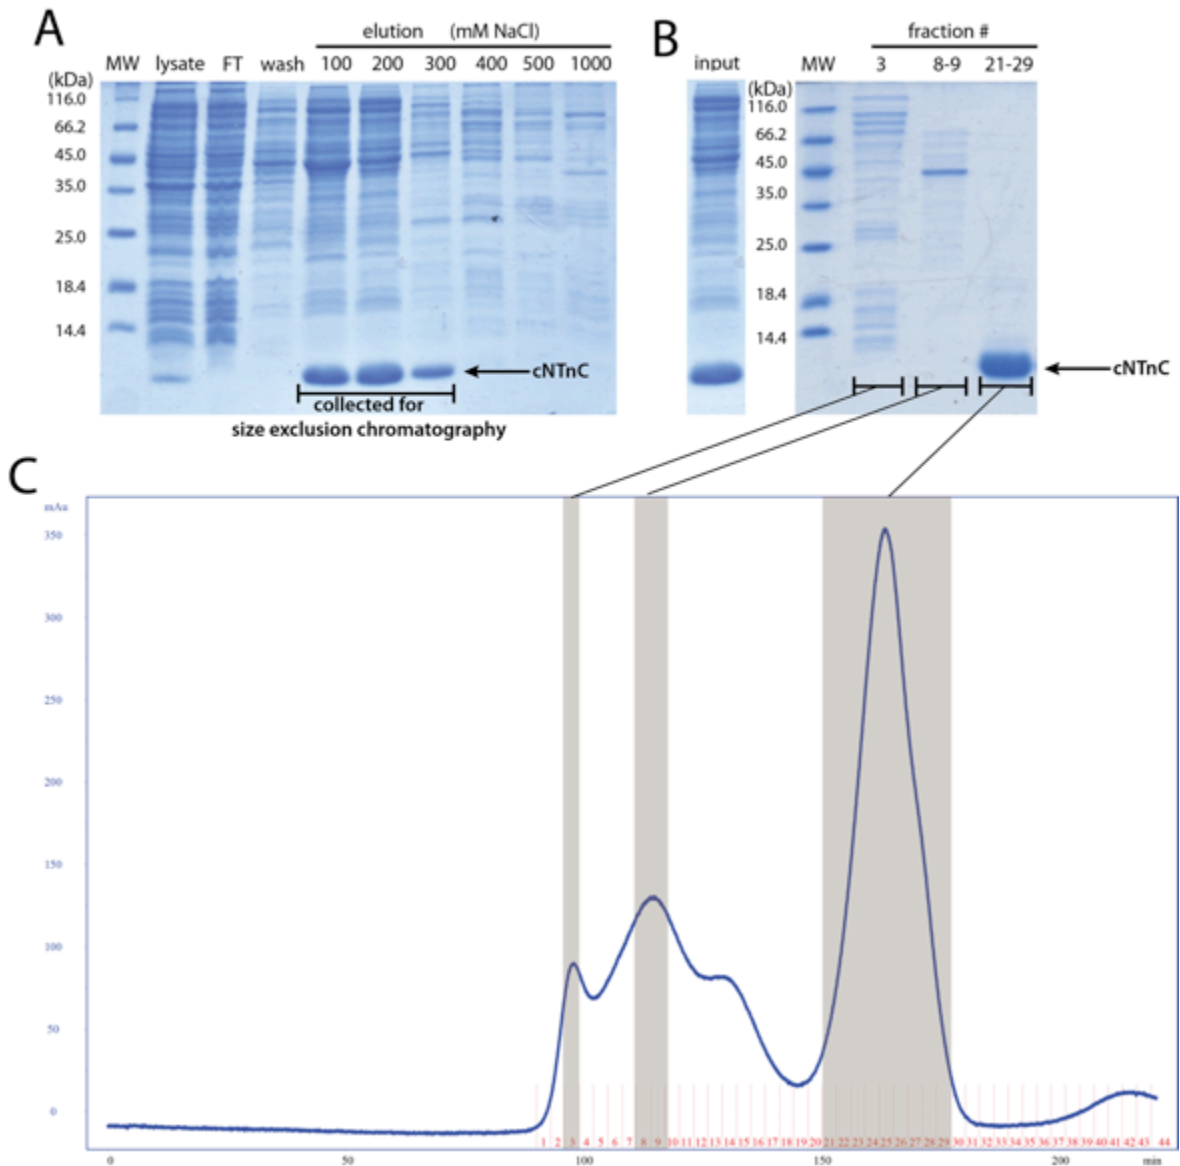 A
elution (mM NaCl)
MW lysate FT wash 100 200 300 400 500 1000
(kDa)
116.0
66.2
45.0
35.0
25.0
18.4
14.4
cNTnC
collected for
size exclusion chromatography
B
fraction #
input MW 3 8-9 21-29
(kDa)
116.0
66.2
45.0
35.0
25.0
18.4
14.4
cNTnC
C
mAu
350
300
250
200
150
100
50
0
1 2 3 4 5 6 7 8 9 10 11 12 13 14 15 16 17 18 19 20 21 22 23 24 25 26 27 28 29 30 31 32 33 34 35 36 37 38 39 40 41 42 43 44
0 50 100 150 200 min